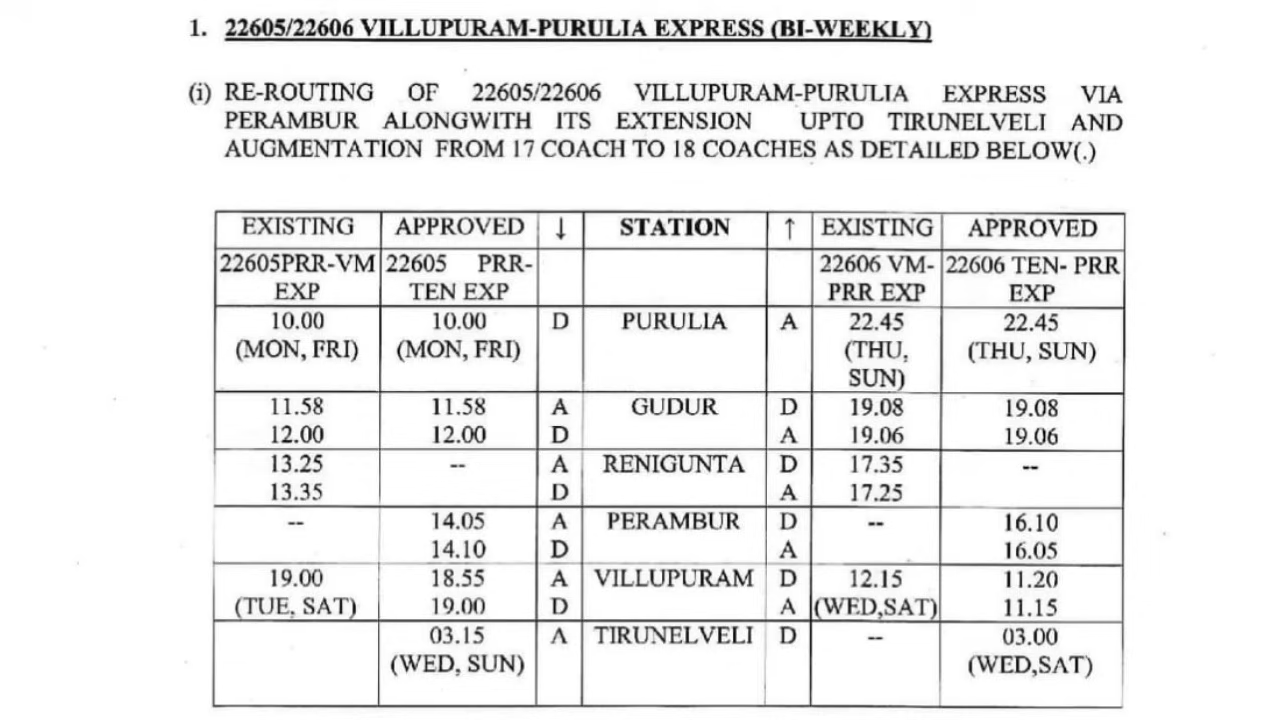 1. 22605/22606 VILLUPURAM-PURULIA EXPRESS (BI-WEEKLY)
(i) RE-ROUTING OF 22605/22606 VILLUPURAM-PURULIA EXPRESS VIA
PERAMBUR ALONGWITH ITS EXTENSION UPTO TIRUNELVELI AND
AUGMENTATION FROM 17 COACH TO 18 COACHES AS DETAILED BELOW(.)
EXISTING APPROVED ↓ STATION ↑ EXISTING APPROVED
22605PRR-VM 22605 PRR- 22606 VM- 22606 TEN- PRR
EXP TEN EXP PRR EXP EXP
10.00 10.00 D PURULIA A 22.45 22.45
(MON, FRI) (MON, FRI) (THU, (THU, SUN)
SUN)
11.58 11.58 A GUDUR D 19.08 19.08
12.00 12.00 D A 19.06 19.06
13.25 -- A RENIGUNTA D 17.35 --
13.35 D A 17.25
-- 14.05 A PERAMBUR D -- 16.10
14.10 D A 16.05
19.00 18.55 A VILLUPURAM D 12.15 11.20
(TUE, SAT) 19.00 D A (WED,SAT) 11.15
03.15 A TIRUNELVELI D -- 03.00
(WED, SUN) (WED,SAT)